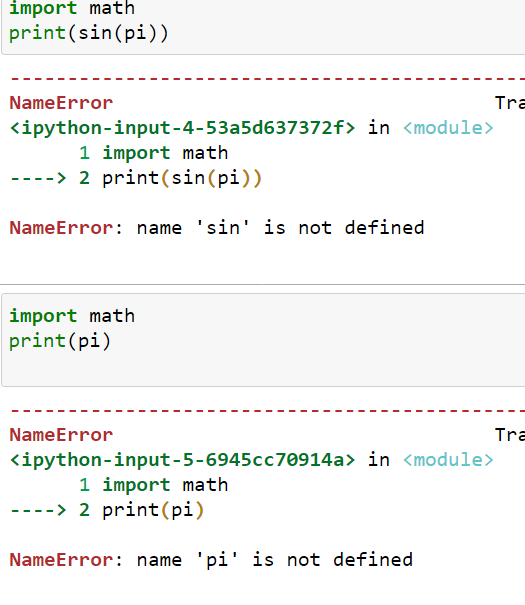 import math
print(sin(pi))
---------------------------------------------
NameError Tra
<ipython-input-4-53a5d637372f> in <module>
1 import math
----> 2 print(sin(pi))
NameError: name 'sin' is not defined
import math
print(pi)
---------------------------------------------
NameError Tra
<ipython-input-5-6945cc70914a> in <module>
1 import math
----> 2 print(pi)
NameError: name 'pi' is not defined